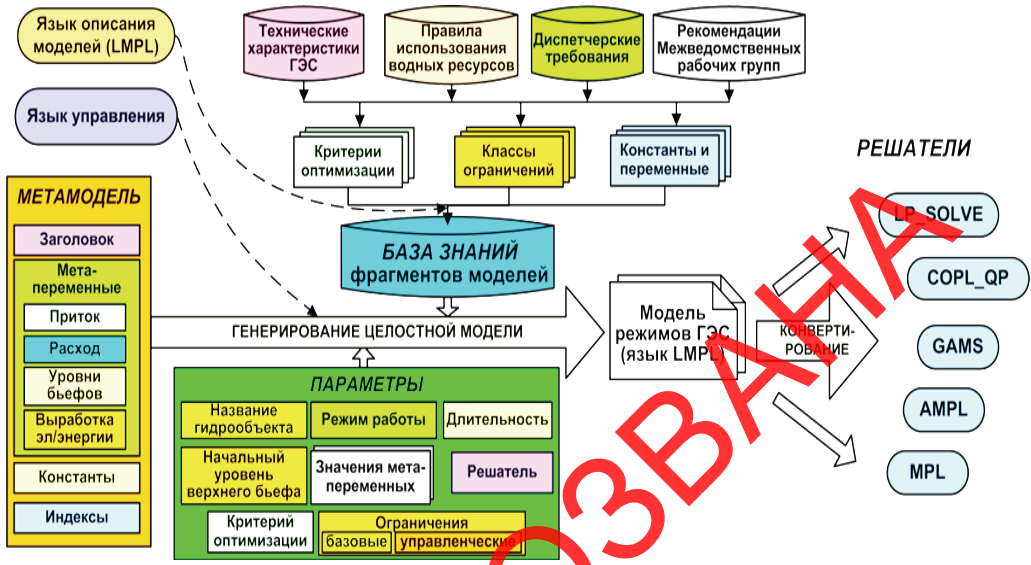 Язык описания
моделей (LMPL)
Язык управления
Технические
характеристики
ГЭС
Правила
использования
водных ресурсов
Диспетчерские
требования
Рекомендации
Межведомственных
рабочих групп
Критерии
оптимизации
Классы
ограничений
Константы и
переменные
БАЗА ЗНАНИЙ
фрагментов моделей
МЕТАМОДЕЛЬ
Заголовок
Мета-
переменные
Приток
Расход
Уровни
бьефов
Выработка
эл/энергии
Константы
Индексы
ГЕНЕРИРОВАНИЕ ЦЕЛОСТНОЙ МОДЕЛИ
ПАРАМЕТРЫ
Название
гидрообъекта
Режим работы
Длительность
Начальный
уровень
верхнего бьефа
Значения мета-
переменных
Решатель
Критерий
оптимизации
Ограничения
базовые
управленческие
Модель
режимов ГЭС
(язык LMPL)
КОНВЕРТИ-
РОВАНИЕ
РЕШАТЕЛИ
LP_SOLVE
COPL_QP
GAMS
AMPL
MPL
ОЗВАНА